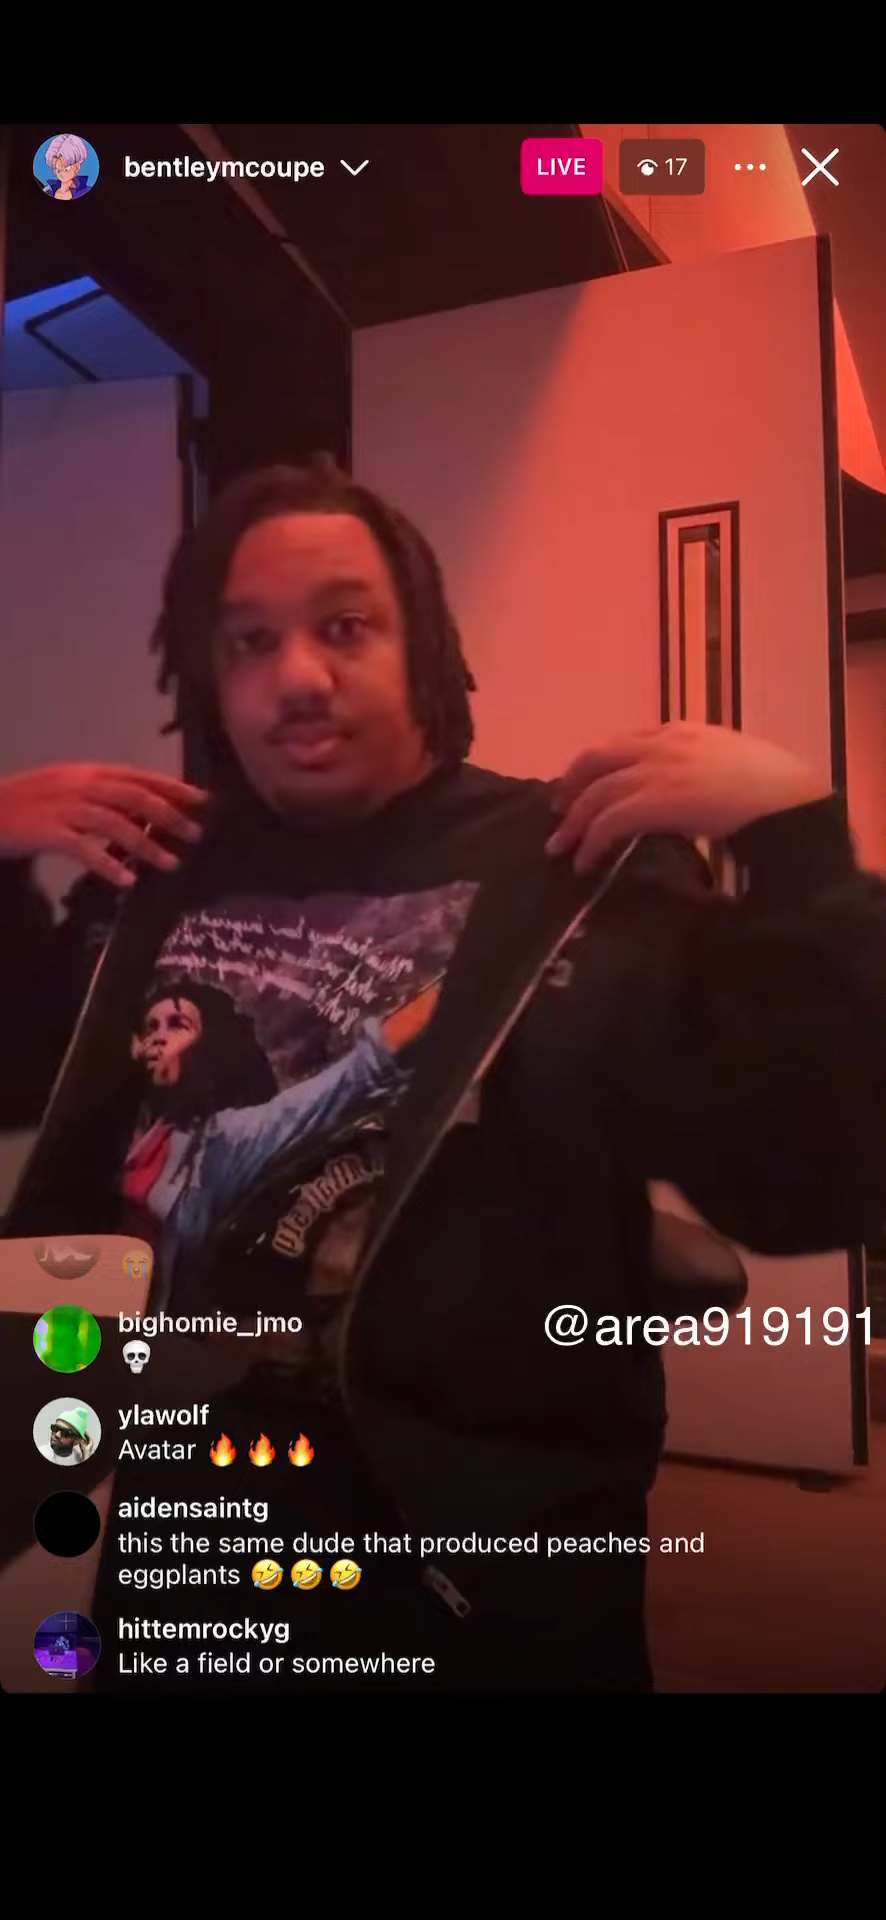 bentleymcoupe
LIVE
17
@area919191
bighomie_jmo
💀
ylawolf
Avatar 🔥🔥🔥
aidensaintg
this the same dude that produced peaches and
eggplants 🤣🤣🤣
hittemrockyg
Like a field or somewhere